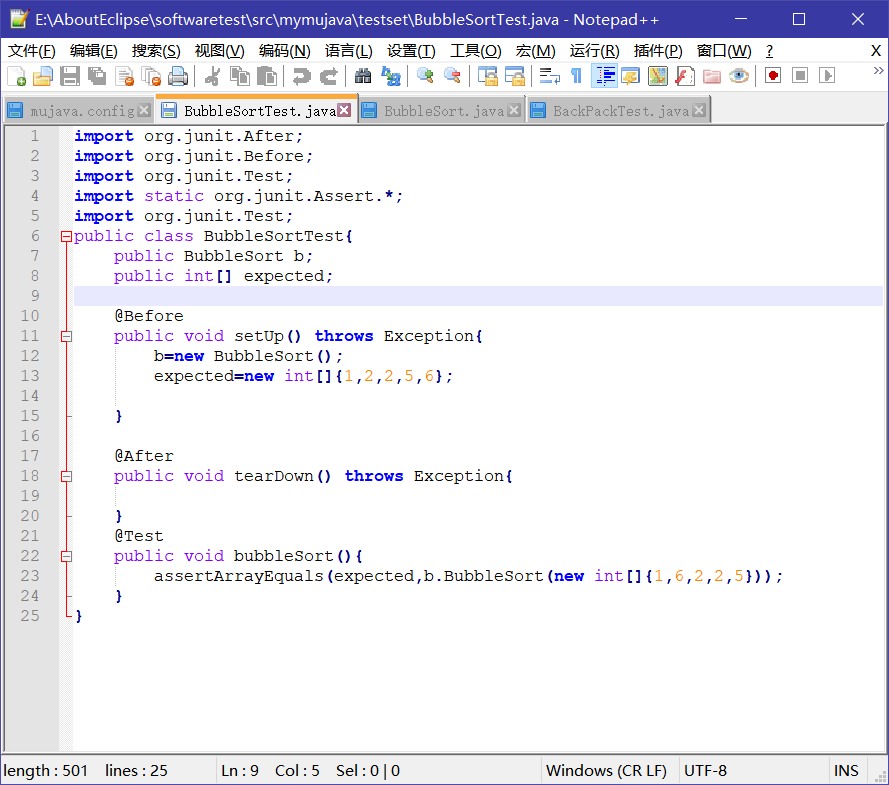 E:\AboutEclipse\softwaretest\src\mymujava\testset\BubbleSortTest.java - Notepad++
文件(F) 编辑(E) 搜索(S) 视图(V) 编码(N) 语言(L) 设置(T) 工具(O) 宏(M) 运行(R) 插件(P) 窗口(W) ? X
mujava.config BubbleSortTest.java BubbleSort.java BackPackTest.java
1 import org.junit.After;
2 import org.junit.Before;
3 import org.junit.Test;
4 import static org.junit.Assert.*;
5 import org.junit.Test;
6 public class BubbleSortTest{
7 public BubbleSort b;
8 public int[] expected;
9
10 @Before
11 public void setUp() throws Exception{
12 b=new BubbleSort();
13 expected=new int[]{1,2,2,5,6};
14
15 }
16
17 @After
18 public void tearDown() throws Exception{
19
20 }
21 @Test
22 public void bubbleSort(){
23 assertArrayEquals(expected,b.BubbleSort(new int[]{1,6,2,2,5}));
24 }
25 }
length : 501 lines : 25 Ln : 9 Col : 5 Sel : 0 | 0 Windows (CR LF) UTF-8 INS